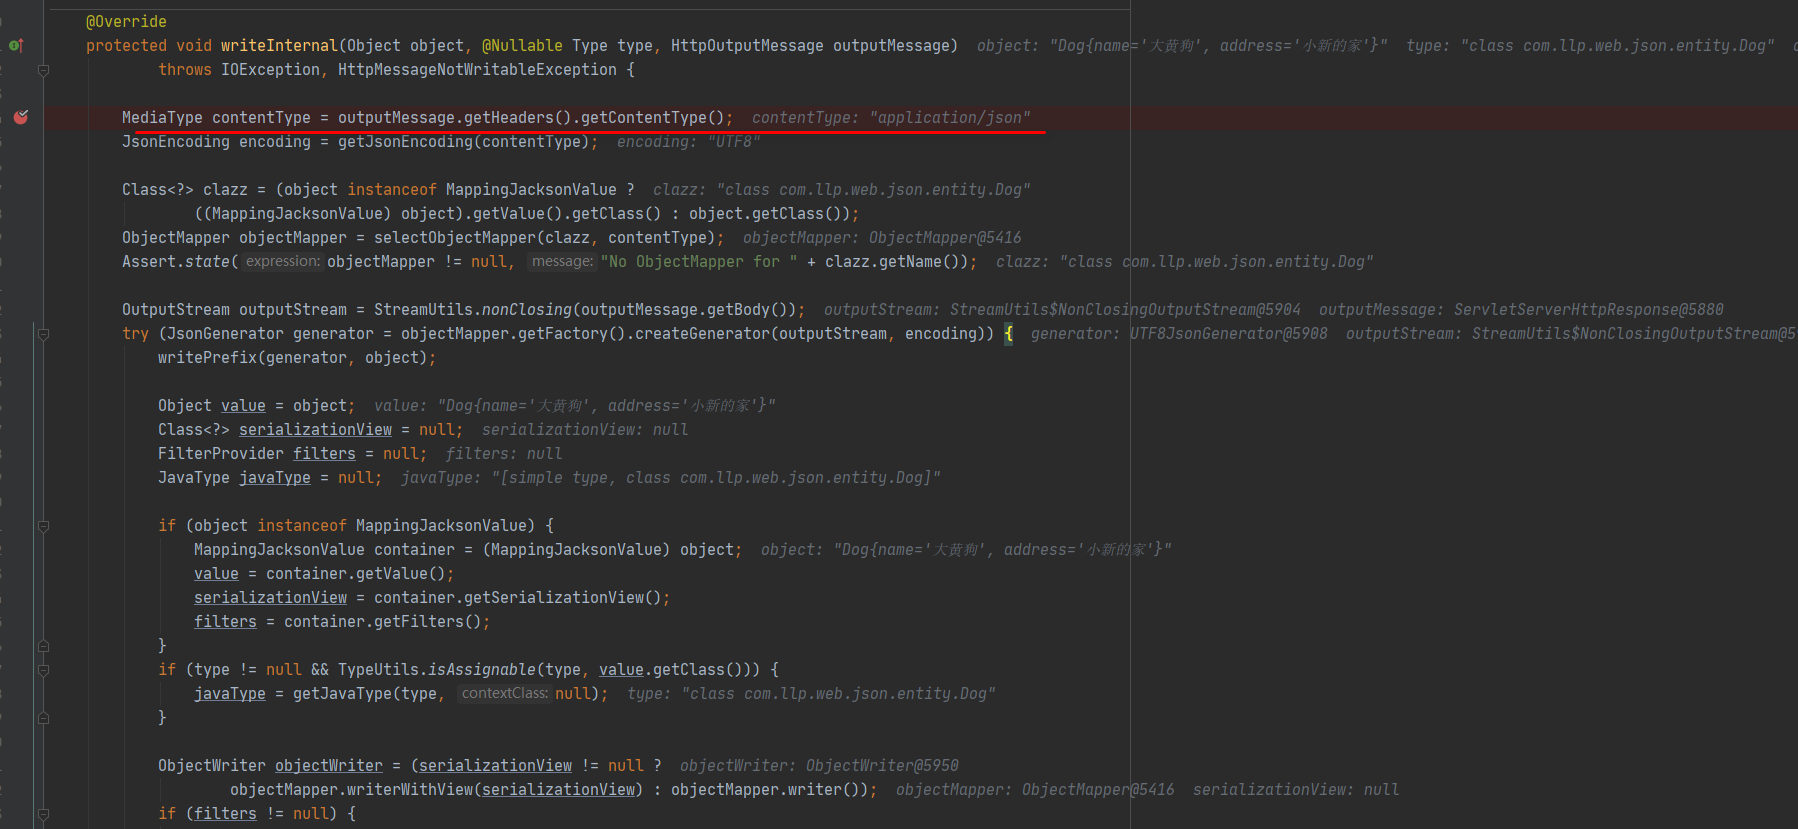 @Override
protected void writeInternal(Object object, @Nullable Type type, HttpOutputMessage outputMessage) object: "Dog{name='大黄狗', address='小新的家'}" type: "class com.llp.web.json.entity.Dog"
throws IOException, HttpMessageNotWritableException {
MediaType contentType = outputMessage.getHeaders().getContentType(); contentType: "application/json"
JsonEncoding encoding = getJsonEncoding(contentType); encoding: "UTF8"
Class<?> clazz = (object instanceof MappingJacksonValue ? clazz: "class com.llp.web.json.entity.Dog"
((MappingJacksonValue) object).getValue().getClass() : object.getClass());
ObjectMapper objectMapper = selectObjectMapper(clazz, contentType); objectMapper: ObjectMapper@5416
Assert.state( expression: objectMapper != null, message: "No ObjectMapper for " + clazz.getName()); clazz: "class com.llp.web.json.entity.Dog"
OutputStream outputStream = StreamUtils.nonClosing(outputMessage.getBody()); outputStream: StreamUtils$NonClosingOutputStream@5904 outputMessage: ServletServerHttpResponse@5880
try (JsonGenerator generator = objectMapper.getFactory().createGenerator(outputStream, encoding)) { generator: UTF8JsonGenerator@5908 outputStream: StreamUtils$NonClosingOutputStream@59
writePrefix(generator, object);
Object value = object; value: "Dog{name='大黄狗', address='小新的家'}"
Class<?> serializationView = null; serializationView: null
FilterProvider filters = null; filters: null
JavaType javaType = null; javaType: "[simple type, class com.llp.web.json.entity.Dog]"
if (object instanceof MappingJacksonValue) {
MappingJacksonValue container = (MappingJacksonValue) object; object: "Dog{name='大黄狗', address='小新的家'}"
value = container.getValue();
serializationView = container.getSerializationView();
filters = container.getFilters();
}
if (type != null && TypeUtils.isAssignable(type, value.getClass())) {
javaType = getJavaType(type, contextClass: null); type: "class com.llp.web.json.entity.Dog"
}
ObjectWriter objectWriter = (serializationView != null ? objectWriter: ObjectWriter@5950
objectMapper.writerWithView(serializationView) : objectMapper.writer()); objectMapper: ObjectMapper@5416 serializationView: null
if (filters != null) {